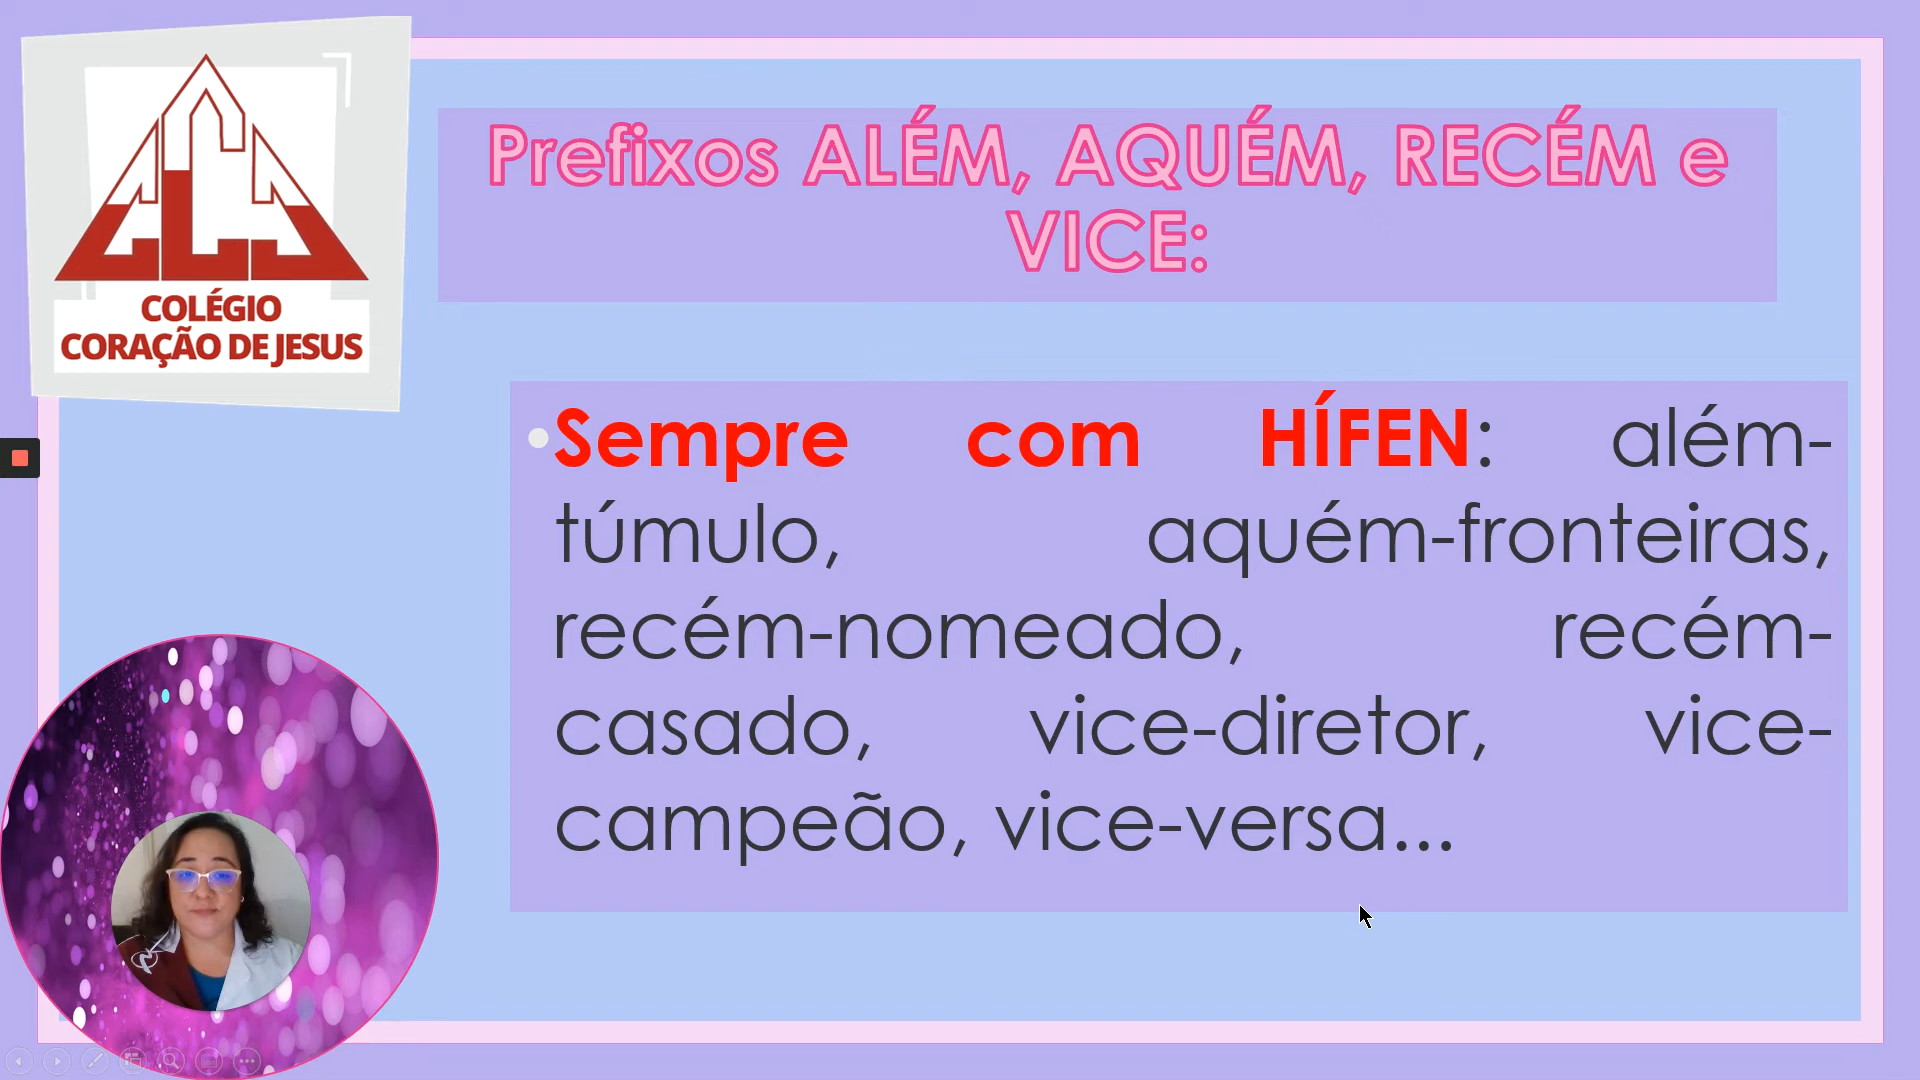 COLÉGIO
CORAÇÃO DE JESUS
Prefixos ALÉM, AQUÉM, RECÉM e
VICE:
•Sempre com HÍFEN: além-
túmulo, aquém-fronteiras,
recém-nomeado, recém-
casado, vice-diretor, vice-
campeão, vice-versa...